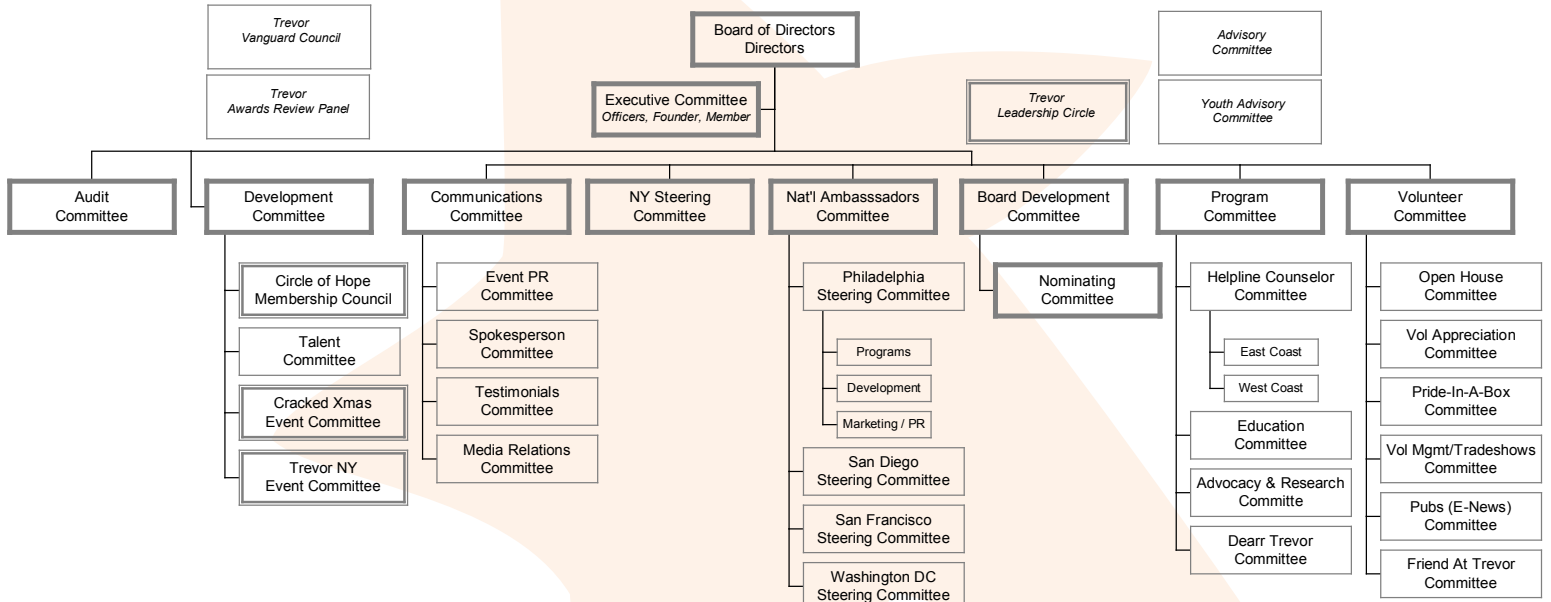 Trevor
Vanguard Council
Board of Directors
Directors
Advisory
Committee
Trevor
Awards Review Panel
Executive Committee
Officers, Founder, Member
Trevor
Leadership Circle
Youth Advisory
Committee
Audit
Committee
Development
Committee
Communications
Committee
NY Steering
Committee
Nat'l Ambasssadors
Committee
Board Development
Committee
Program
Committee
Volunteer
Committee
Circle of Hope
Membership Council
Talent
Committee
Cracked Xmas
Event Committee
Trevor NY
Event Committee
Event PR
Committee
Spokesperson
Committee
Testimonials
Committee
Media Relations
Committee
Philadelphia
Steering Committee
Programs
Development
Marketing / PR
San Diego
Steering Committee
San Francisco
Steering Committee
Washington DC
Steering Committee
Nominating
Committee
Helpline Counselor
Committee
East Coast
West Coast
Education
Committee
Advocacy & Research
Committe
Dearr Trevor
Committee
Open House
Committee
Vol Appreciation
Committee
Pride-In-A-Box
Committee
Vol Mgmt/Tradeshows
Committee
Pubs (E-News)
Committee
Friend At Trevor
Committee